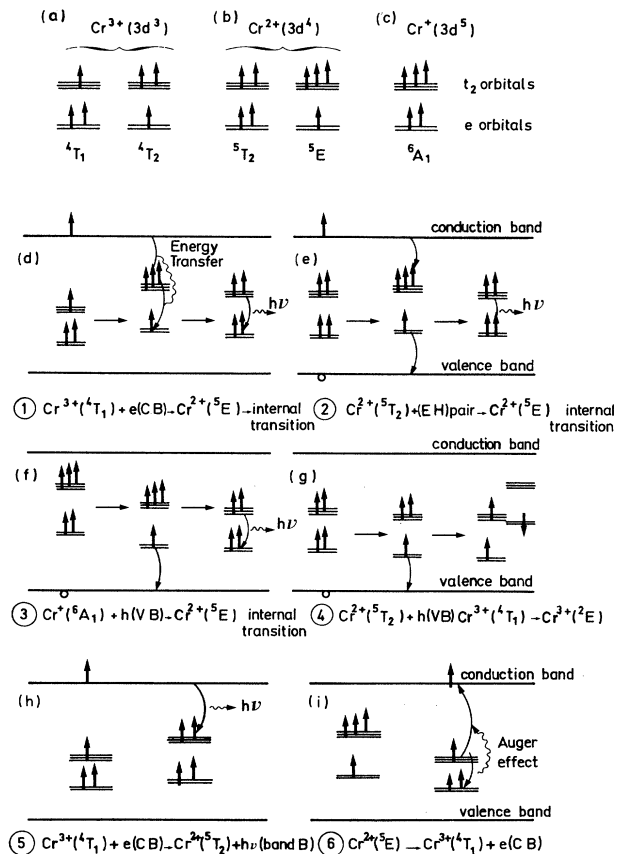 (a) Cr³⁺(3d³) (b) Cr²⁺(3d⁴) (c) Cr⁺(3d⁵)
t₂ orbitals
e orbitals
⁴T₁ ⁴T₂ ⁵T₂ ⁵E ⁶A₁
conduction band
(d) Energy Transfer hν
(e) hν
valence band
① Cr³⁺(⁴T₁)+e(CB)→Cr²⁺(⁵E)→internal transition
② Cr²⁺(⁵T₂)+(EH)pair→Cr²⁺(⁵E) internal transition
conduction band
(f) hν
(g)
valence band
③ Cr⁺(⁶A₁)+h(VB)→Cr²⁺(⁵E) internal transition
④ Cr²⁺(⁵T₂)+h(VB)Cr³⁺(⁴T₁)→Cr³⁺(²E)
conduction band
(h) hν
(i) Auger effect
valence band
⑤ Cr³⁺(⁴T₁)+e(CB)→Cr²⁺(⁵T₂)+hν(band B)
⑥ Cr²⁺(⁵E)→Cr³⁺(⁴T₁)+e(CB)